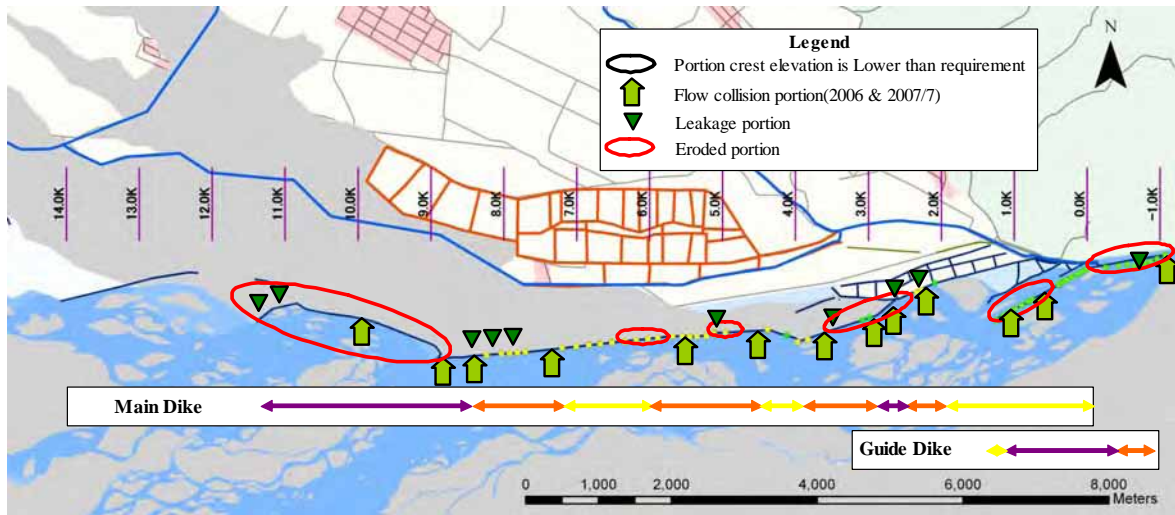 Legend
Portion crest elevation is Lower than requirement
Flow collision portion(2006 & 2007/7)
Leakage portion
Eroded portion
N
14.0K
13.0K
12.0K
11.0K
10.0K
9.0K
8.0K
7.0K
6.0K
5.0K
4.0K
3.0K
2.0K
1.0K
0.0K
-1.0K
Main Dike
Guide Dike
0 1,000 2,000 4,000 6,000 8,000
Meters